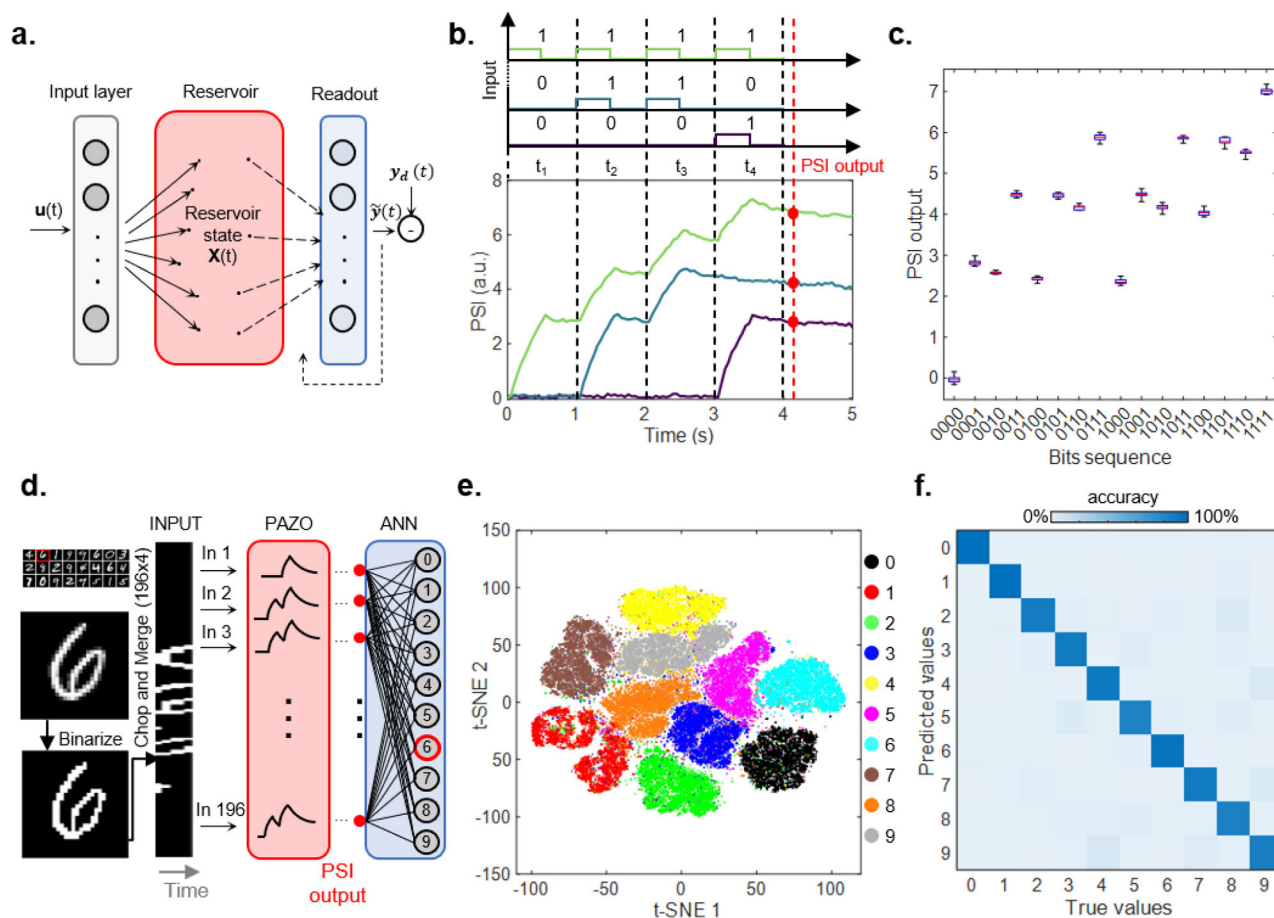 a.
Input layer
Reservoir
Readout
u(t)
Reservoir
state
X(t)
y_d(t)
ỹ(t)
-
b.
Input
1 1 1 1
0 1 1 0
0 0 0 1
t₁ t₂ t₃ t₄
PSI output
PSI (a.u.)
8
6
4
2
0
0 1 2 3 4 5
Time (s)
c.
PSI output
7
6
5
4
3
2
1
0
0000 0001 0010 0011 0100 0101 0110 0111 1000 1001 1010 1011 1100 1101 1110 1111
Bits sequence
d.
INPUT
PAZO
ANN
Binarize
Chop and Merge (196x4)
In 1
In 2
In 3
In 196
0
1
2
3
4
5
6
7
8
9
Time
PSI
output
e.
t-SNE 2
150
100
50
0
-50
-100
-150
-100 -50 0 50 100
t-SNE 1
0
1
2
3
4
5
6
7
8
9
f.
accuracy
0% 100%
Predicted values
0
1
2
3
4
5
6
7
8
9
0 1 2 3 4 5 6 7 8 9
True values